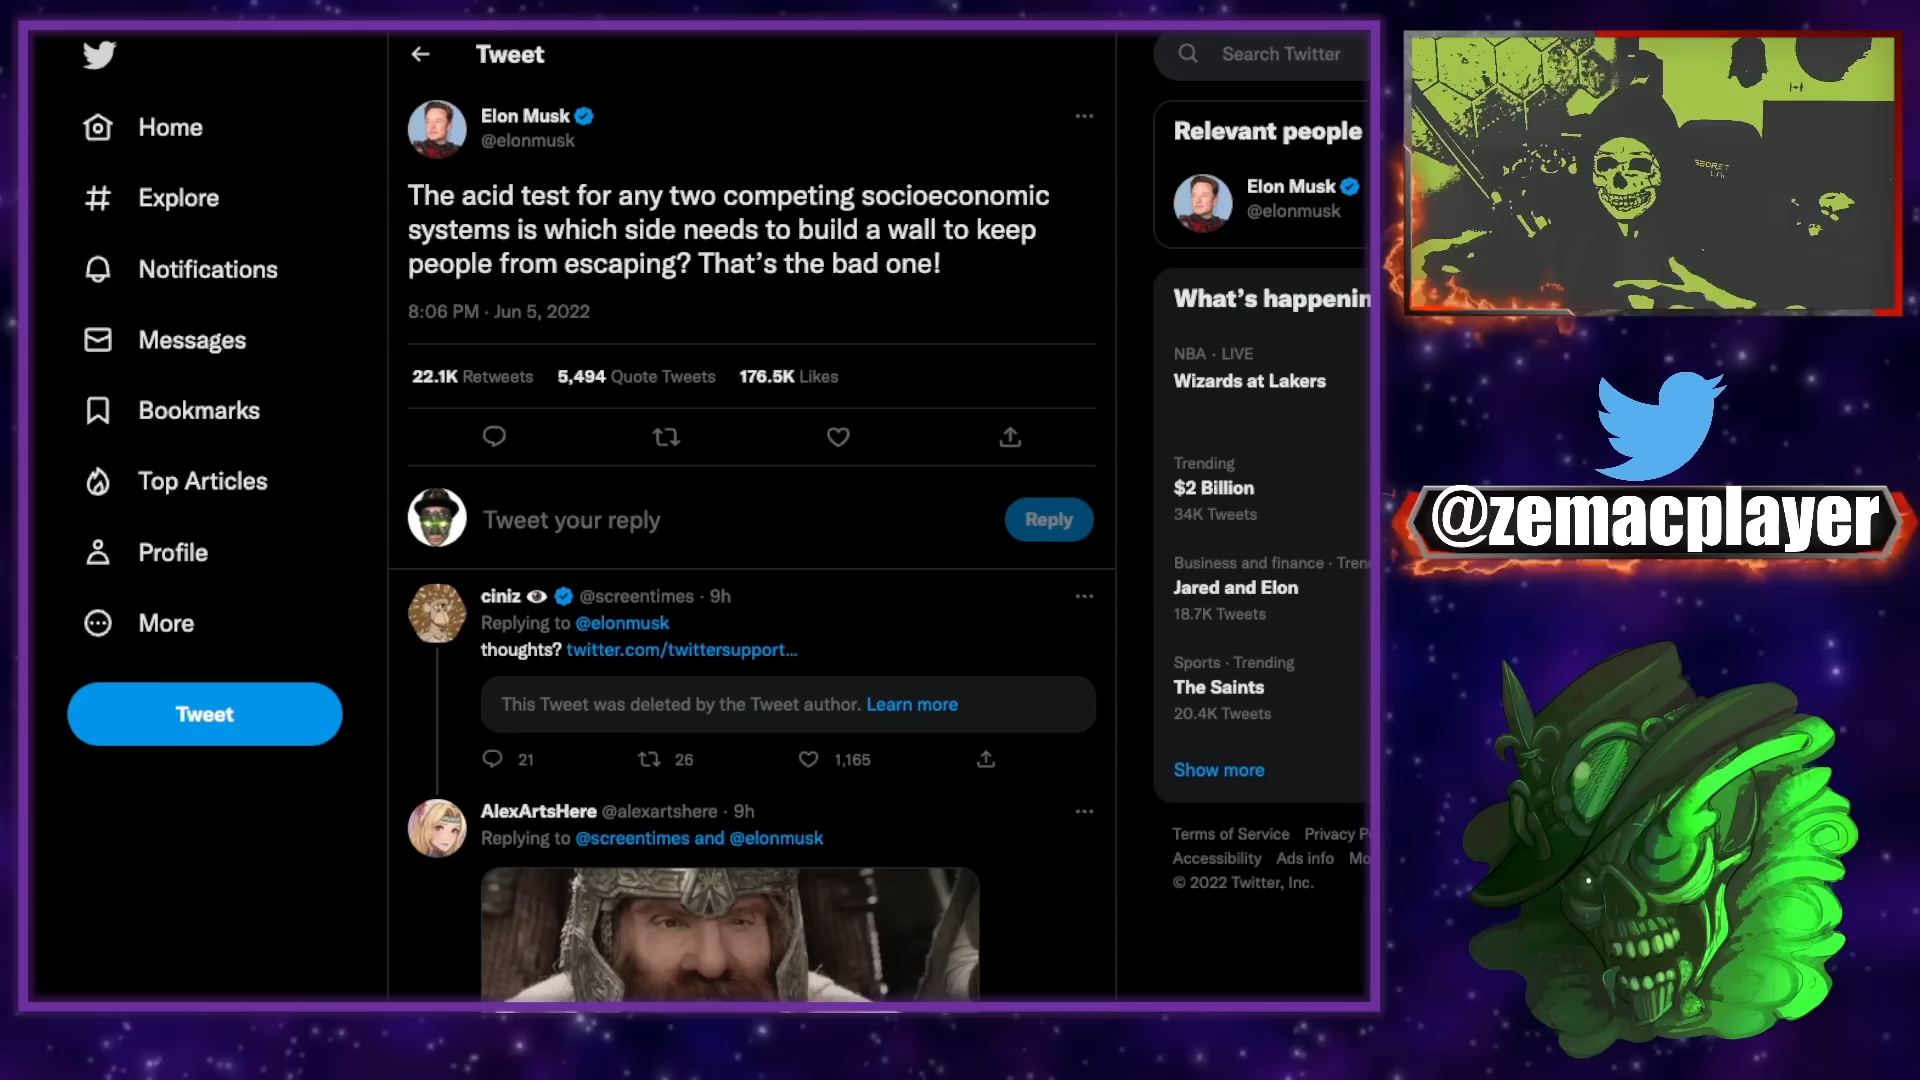 Home
Explore
Notifications
Messages
Bookmarks
Top Articles
Profile
More
Tweet
Tweet
Elon Musk
@elonmusk
The acid test for any two competing socioeconomic
systems is which side needs to build a wall to keep
people from escaping? That’s the bad one!
8:06 PM · Jun 5, 2022
22.1K Retweets 5,494 Quote Tweets 176.5K Likes
Tweet your reply
Reply
ciniz @screentimes · 9h
Replying to @elonmusk
thoughts? twitter.com/twittersupport...
This Tweet was deleted by the Tweet author. Learn more
21 26 1,165
AlexArtsHere @alexartshere · 9h
Replying to @screentimes and @elonmusk
Search Twitter
Relevant people
Elon Musk
@elonmusk
What’s happenin
NBA · LIVE
Wizards at Lakers
Trending
$2 Billion
34K Tweets
Business and finance · Tren
Jared and Elon
18.7K Tweets
Sports · Trending
The Saints
20.4K Tweets
Show more
Terms of Service Privacy P
Accessibility Ads info Mo
© 2022 Twitter, Inc.
SECRET
LAB
@zemacplayer